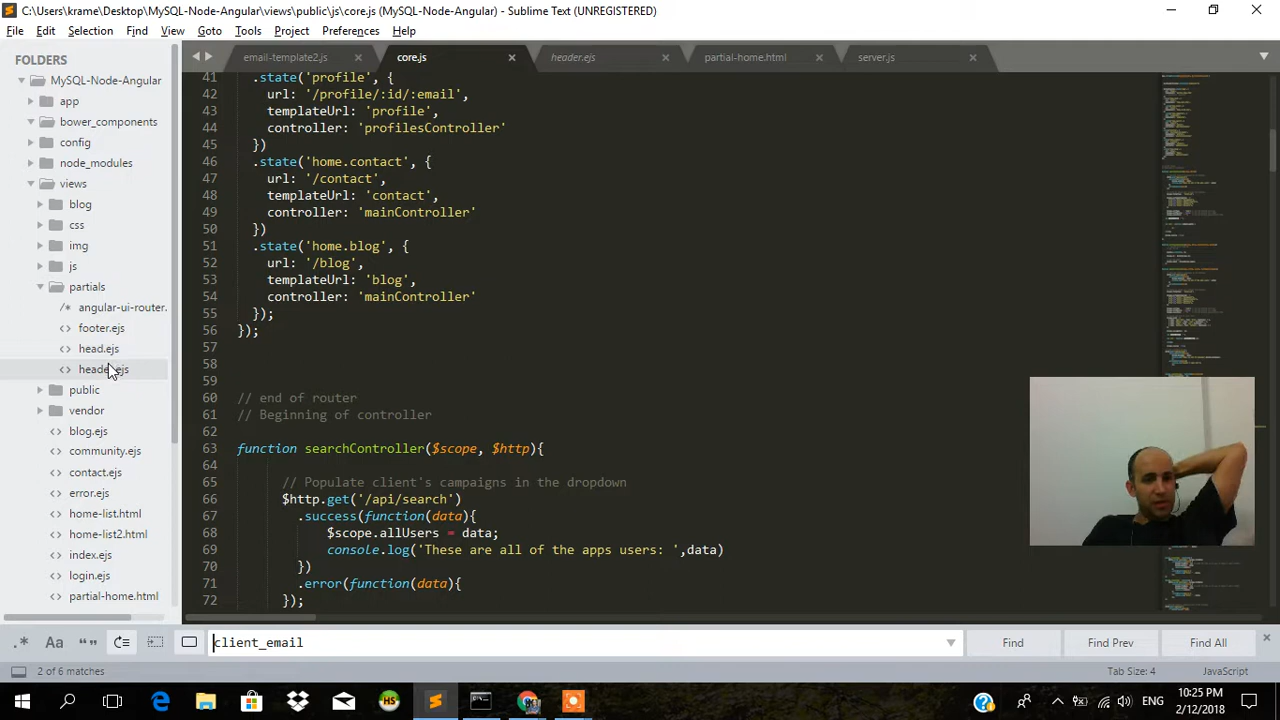 C:\Users\krame\Desktop\MySQL-Node-Angular\views\public\js\core.js (MySQL-Node-Angular) - Sublime Text (UNREGISTERED)
File Edit Selection Find View Goto Tools Project Preferences Help
FOLDERS
MySQL-Node-Angular
app
bower_components
config
node_modules
views
blog
css
img
js
partials
angular-ui-router.
footer.ejs
head.ejs
header.ejs
public
vendor
blog.ejs
community.ejs
contact.ejs
error.ejs
home-list.html
home-list2.html
index.ejs
login.ejs
partial-home.html
email-template2.js core.js header.ejs partial-home.html server.js
41 .state('profile', {
42 url: '/profile/:id/:email',
43 templateUrl: 'profile',
44 controller: 'profilesController'
45 })
46 .state('home.contact', {
47 url: '/contact',
48 templateUrl: 'contact',
49 controller: 'mainController'
50 })
51 .state('home.blog', {
52 url: '/blog',
53 templateUrl: 'blog',
54 controller: 'mainController'
55 });
56 });
57
58
59
60 // end of router
61 // Beginning of controller
62
63 function searchController($scope, $http){
64
65 // Populate client's campaigns in the dropdown
66 $http.get('/api/search')
67 .success(function(data){
68 $scope.allUsers = data;
69 console.log('These are all of the apps users: ',data)
70 })
71 .error(function(data){
72 });
.* Aa “” client_email Find Find Prev Find All
2 of 6 matches Tab Size: 4 JavaScript
ENG 10:25 PM
2/12/2018